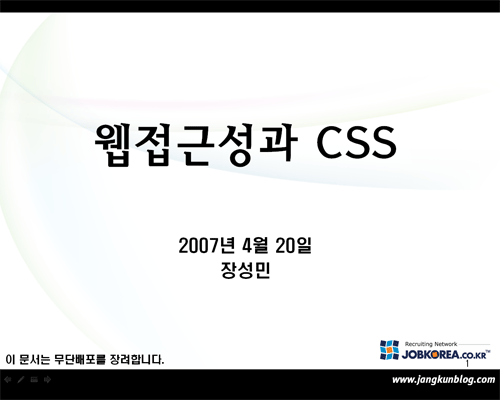 웹접근성과 CSS
2007년 4월 20일
장성민
이 문서는 무단배포를 장려합니다.
Recruiting Network
JOBKOREA.CO.KR™
1
www.jangkunblog.com